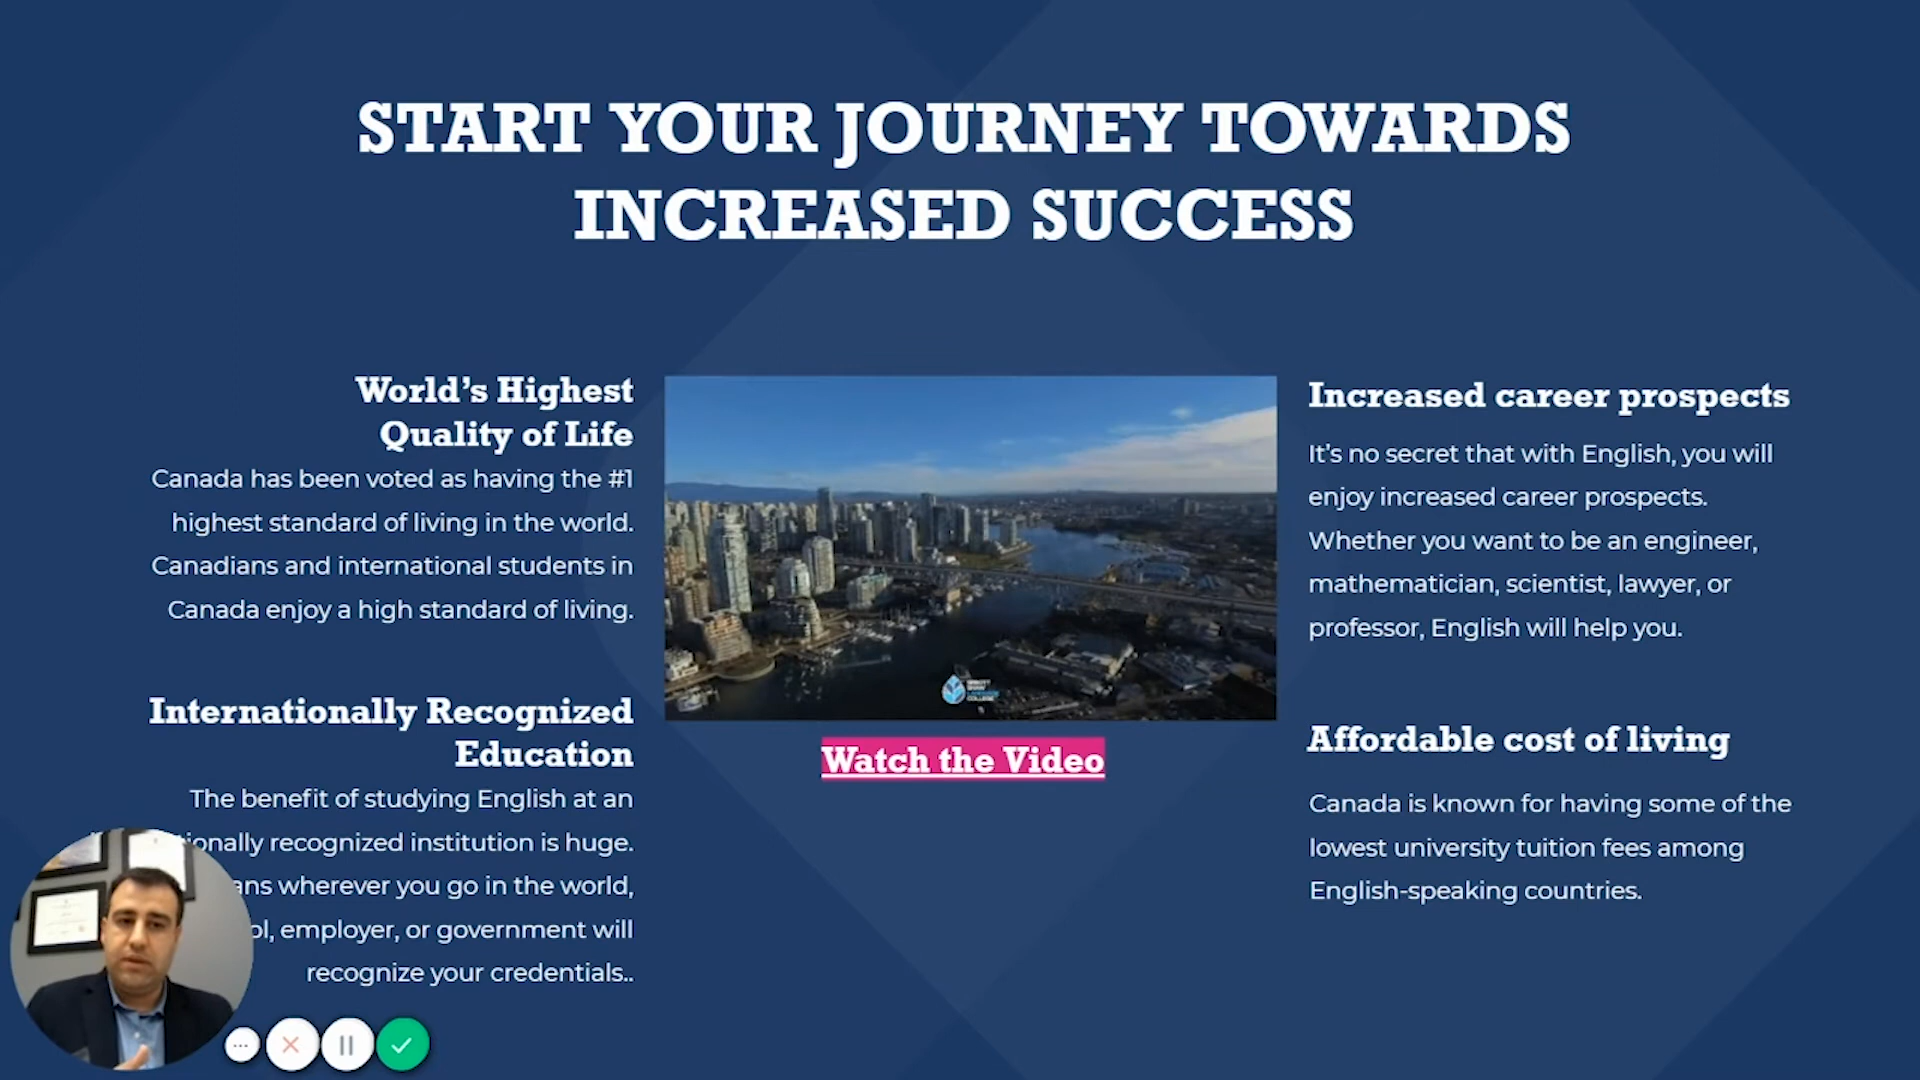 START YOUR JOURNEY TOWARDS
INCREASED SUCCESS
World's Highest
Quality of Life
Canada has been voted as having the #1
highest standard of living in the world.
Canadians and international students in
Canada enjoy a high standard of living.
Internationally Recognized
Education
The benefit of studying English at an
recognized institution is huge.
wherever you go in the world,
employer, or government will
recognize your credentials..
COLLEGE
Watch the Video
Increased career prospects
It's no secret that with English, you will
enjoy increased career prospects.
Whether you want to be an engineer,
mathematician, scientist, lawyer, or
professor, English will help you.
Affordable cost of living
Canada is known for having some of the
lowest university tuition fees among
English-speaking countries.